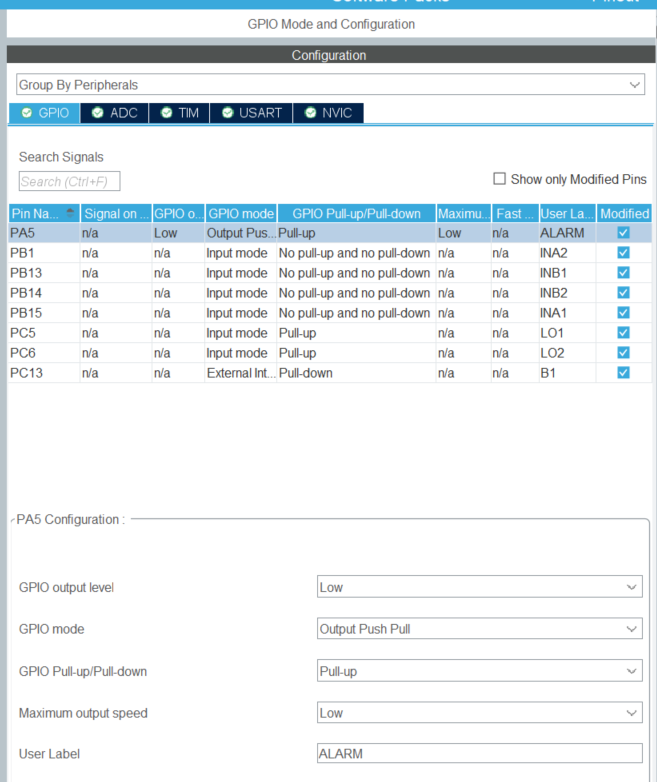 GPIO Mode and Configuration
Configuration
Group By Peripherals
GPIO ADC TIM USART NVIC
Search Signals
Search (Ctrl+F) Show only Modified Pins
Pin Na... Signal on ... GPIO o... GPIO mode GPIO Pull-up/Pull-down Maximu... Fast ... User La... Modified
PA5 n/a Low Output Pus... Pull-up Low n/a ALARM
PB1 n/a n/a Input mode No pull-up and no pull-down n/a n/a INA2
PB13 n/a n/a Input mode No pull-up and no pull-down n/a n/a INB1
PB14 n/a n/a Input mode No pull-up and no pull-down n/a n/a INB2
PB15 n/a n/a Input mode No pull-up and no pull-down n/a n/a INA1
PC5 n/a n/a Input mode Pull-up n/a n/a LO1
PC6 n/a n/a Input mode Pull-up n/a n/a LO2
PC13 n/a n/a External Int... Pull-down n/a n/a B1
PA5 Configuration :
GPIO output level Low
GPIO mode Output Push Pull
GPIO Pull-up/Pull-down Pull-up
Maximum output speed Low
User Label ALARM